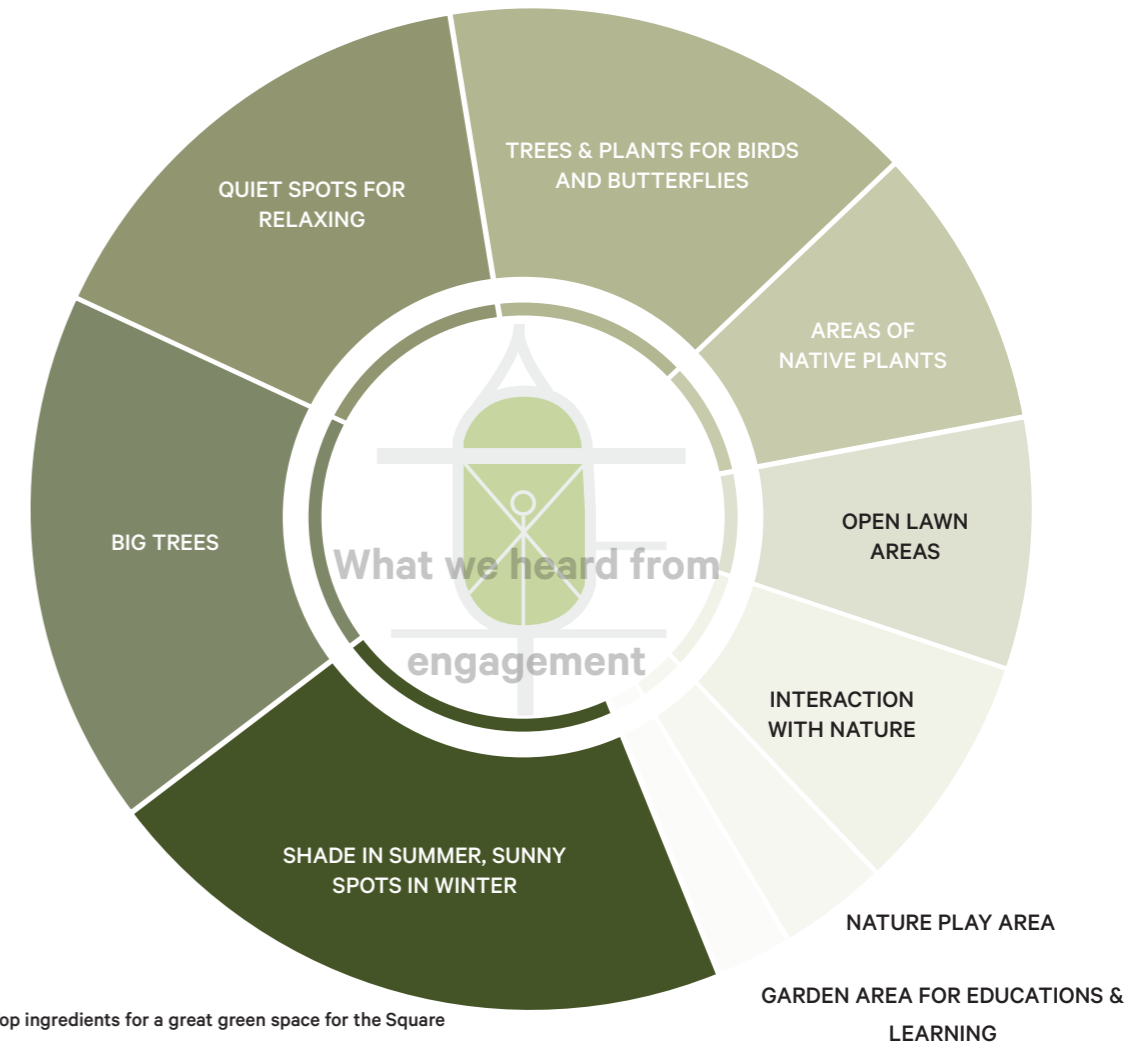 TREES & PLANTS FOR BIRDS
AND BUTTERFLIES
QUIET SPOTS FOR
RELAXING
AREAS OF
NATIVE PLANTS
OPEN LAWN
AREAS
BIG TREES
What we heard from
engagement
INTERACTION
WITH NATURE
SHADE IN SUMMER, SUNNY
SPOTS IN WINTER
NATURE PLAY AREA
GARDEN AREA FOR EDUCATIONS &
LEARNING
op ingredients for a great green space for the Square